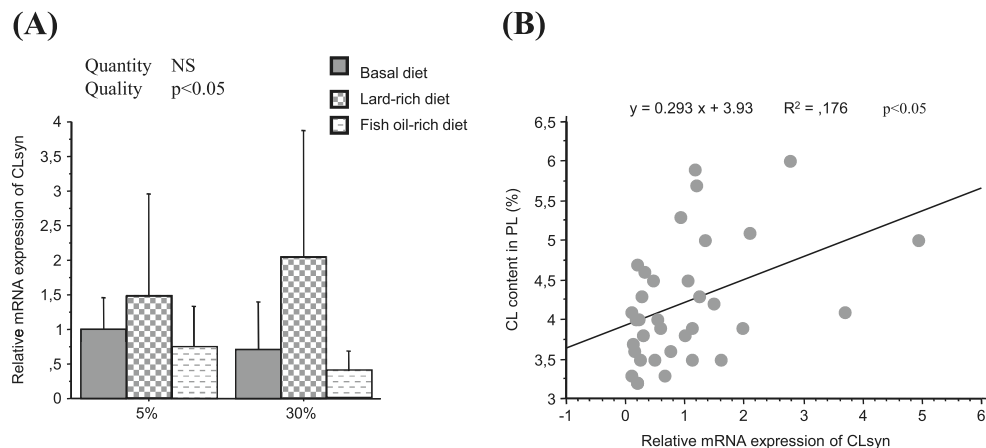 (A)
Quantity NS
Quality p<0.05
Basal diet
Lard-rich diet
Fish oil-rich diet
Relative mRNA expression of CLsyn
4
3,5
3
2,5
2
1,5
1
,5
0
5%
30%
(B)
y = 0.293 x + 3.93 R² = ,176 p<0.05
CL content in PL (%)
6,5
6
5,5
5
4,5
4
3,5
3
-1 0 1 2 3 4 5 6
Relative mRNA expression of CLsyn